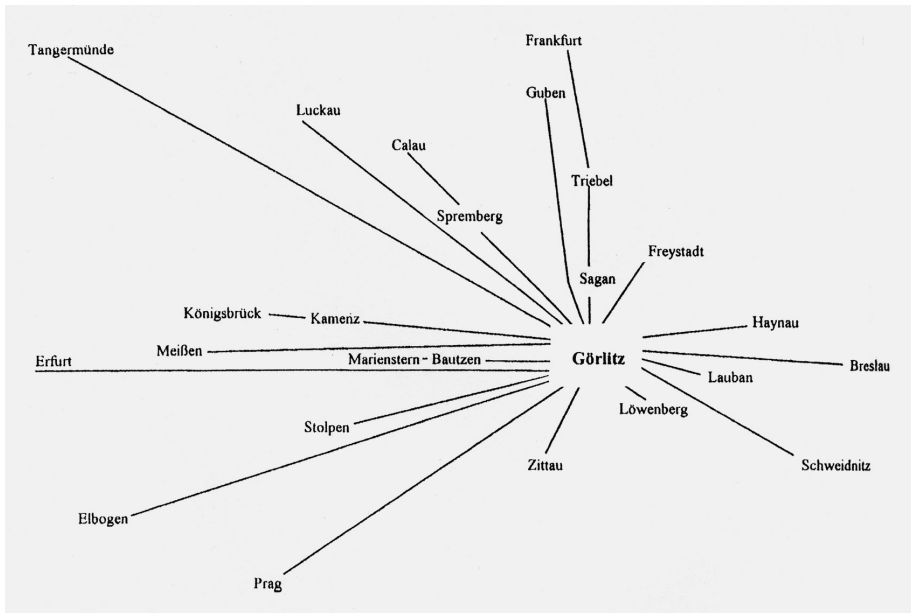 Frankfurt
Tangermünde
Guben
Luckau
Calau
Triebel
Spremberg
Freystadt
Sagan
Königsbrück
Kamenz
Haynau
Meißen
Marienstern - Bautzen
Görlitz
Erfurt
Breslau
Lauban
Löwenberg
Stolpen
Zittau
Schweidnitz
Elbogen
Prag